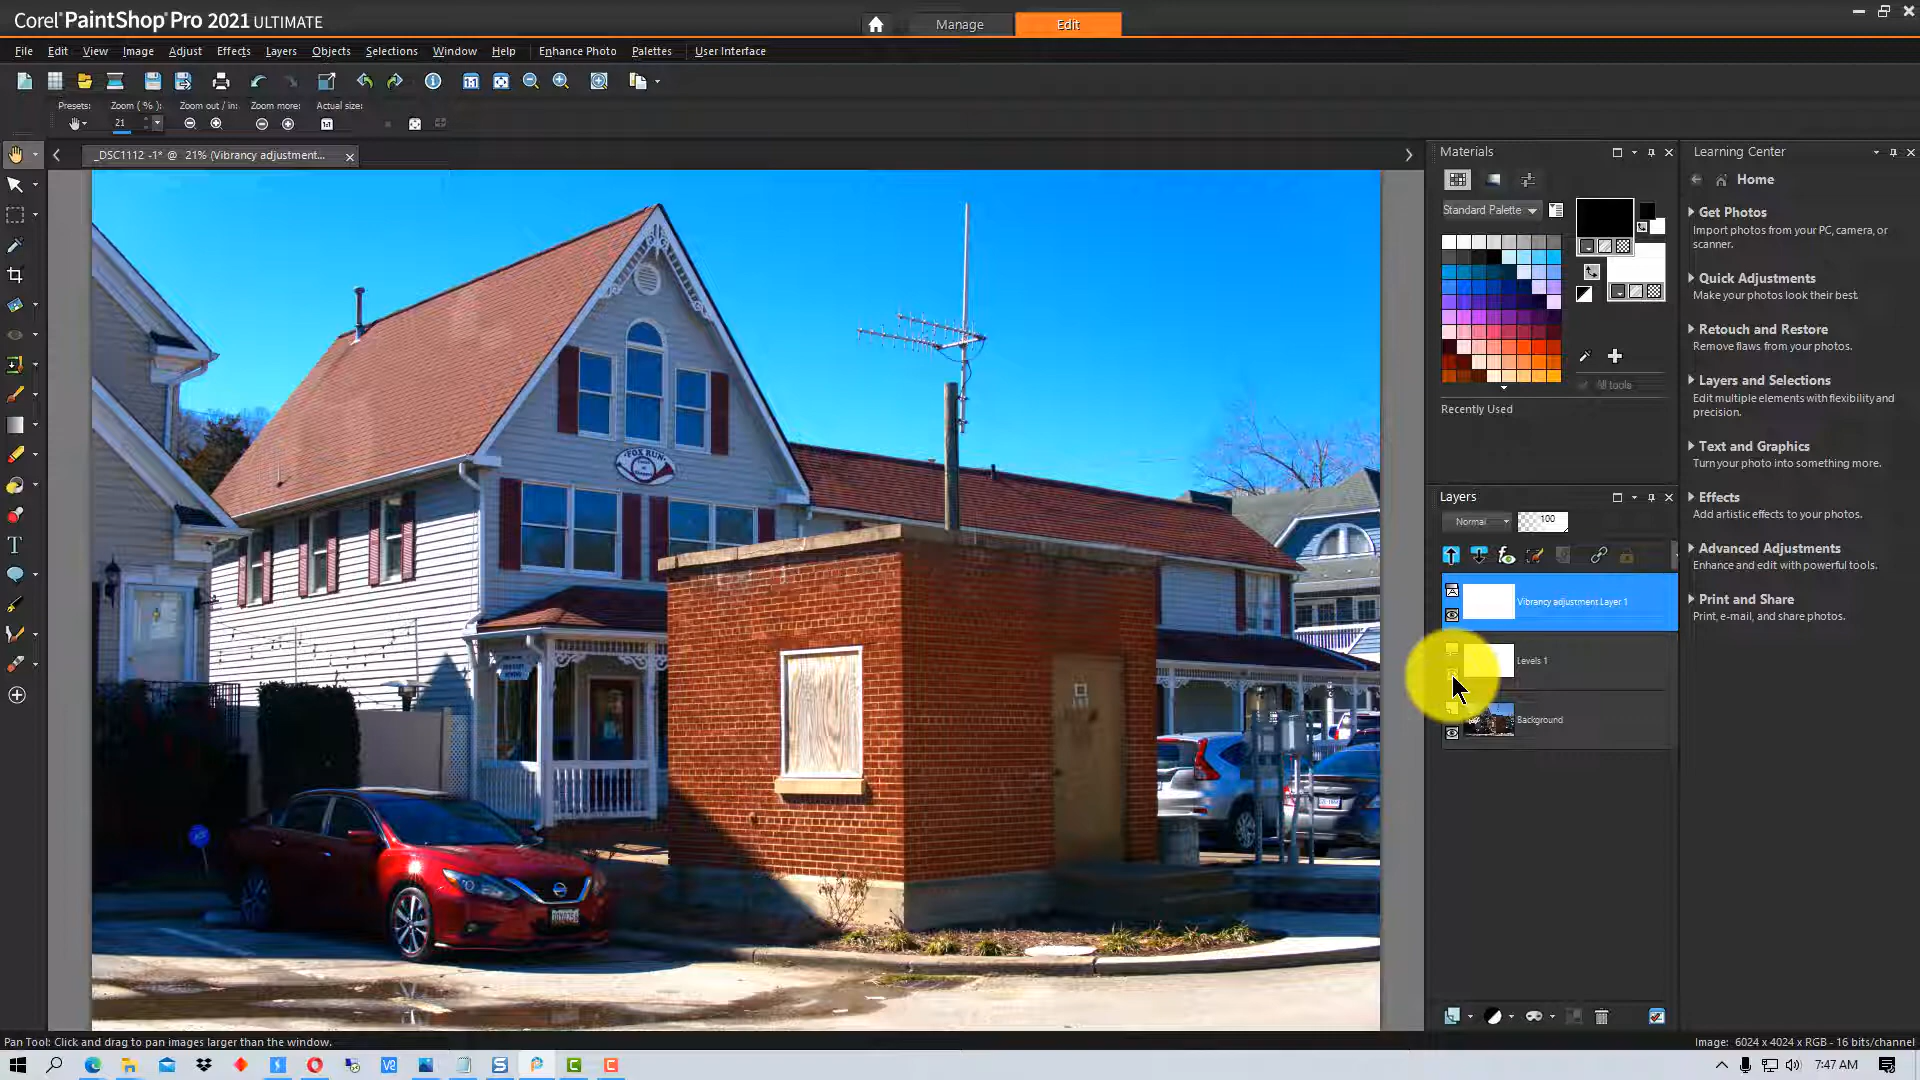 Corel PaintShop Pro 2021 ULTIMATE
Manage
Edit
File Edit View Image Adjust Effects Layers Objects Selections Window Help Enhance Photo Palettes User Interface
Presets: Zoom ( % ): Zoom out / in: Zoom more: Actual size:
21
_DSC1112 -1* @ 21% (Vibrancy adjustment...
FOX RUN
Materials
Standard Palette
All tools
Recently Used
Layers
Normal
100
Vibrancy adjustment Layer 1
Levels 1
Background
Learning Center
Home
Get Photos
Import photos from your PC, camera, or
scanner.
Quick Adjustments
Make your photos look their best.
Retouch and Restore
Remove flaws from your photos.
Layers and Selections
Edit multiple elements with flexibility and
precision.
Text and Graphics
Turn your photo into something more.
Effects
Add artistic effects to your photos.
Advanced Adjustments
Enhance and edit with powerful tools.
Print and Share
Print, e-mail, and share photos.
Pan Tool: Click and drag to pan images larger than the window.
Image: 6024 x 4024 x RGB - 16 bits/channel
7:47 AM